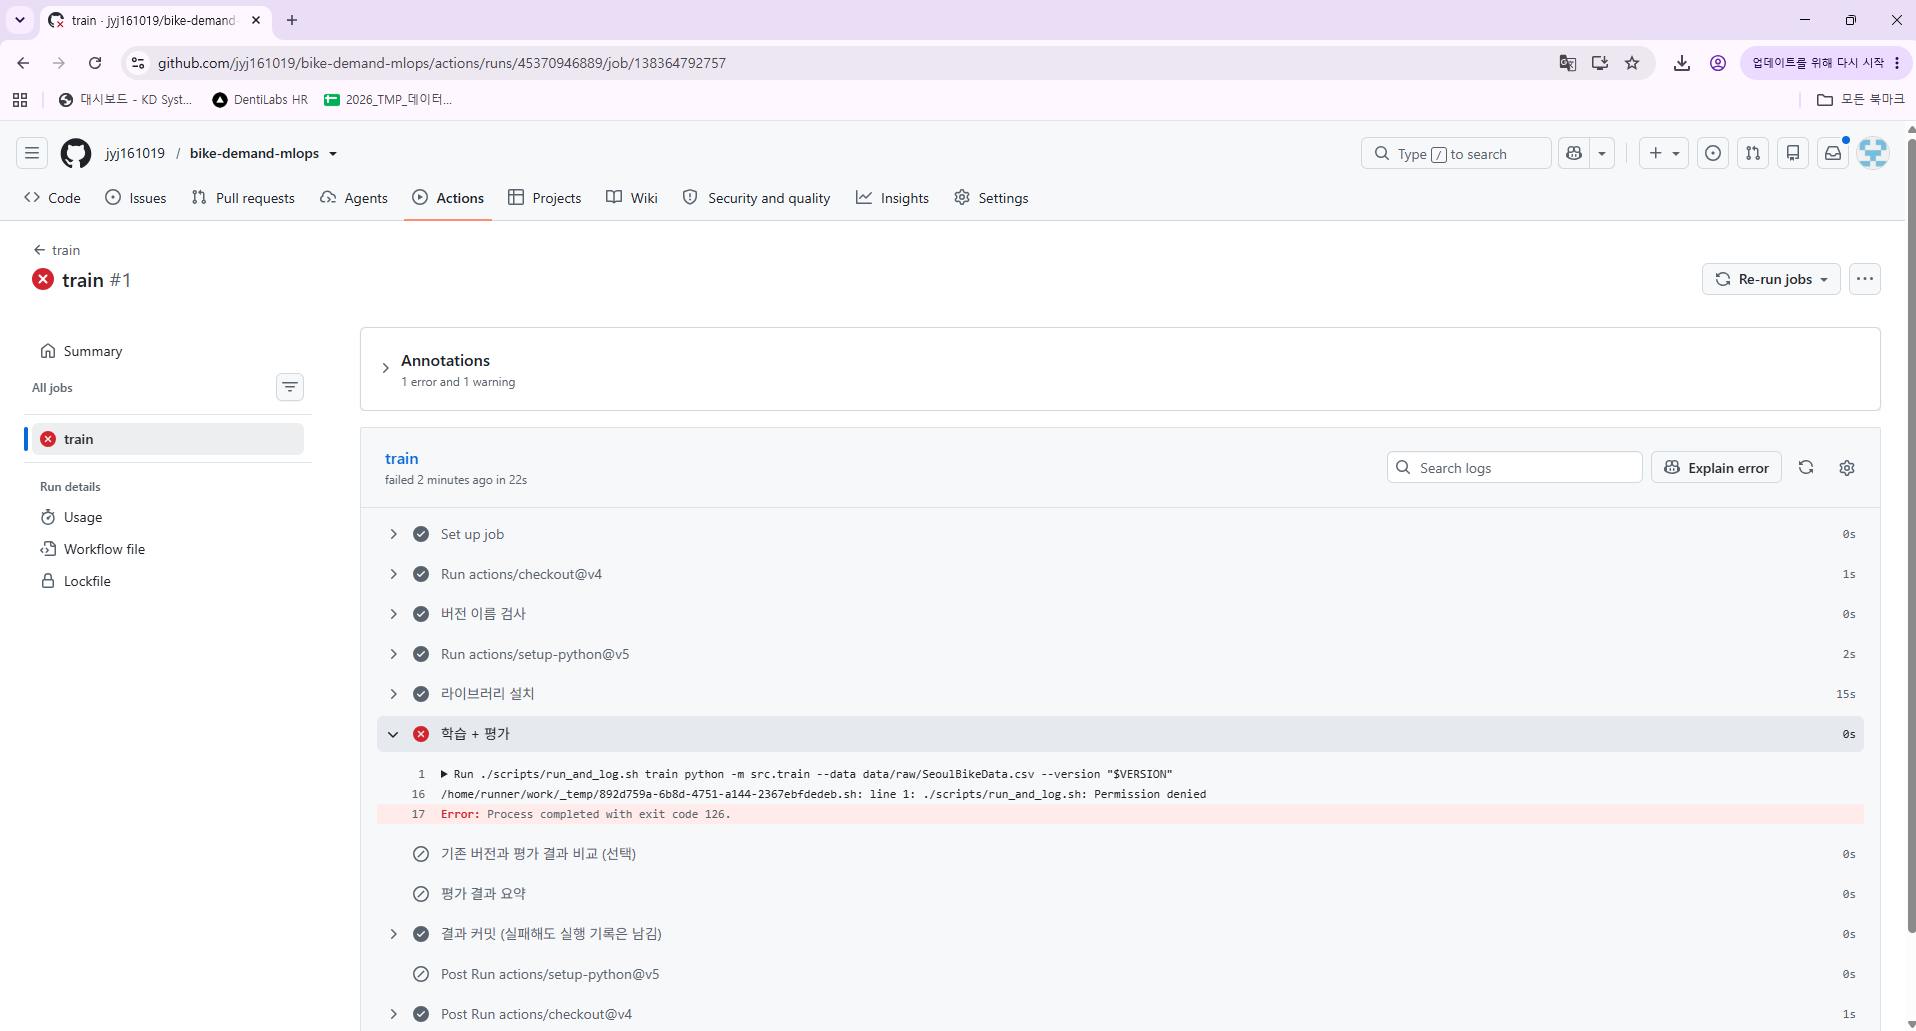 train · jyj161019/bike-demand-
github.com/jyj161019/bike-demand-mlops/actions/runs/45370946889/job/138364792757
업데이트를 위해 다시 시작
대시보드 - KD Syst...
DentiLabs HR
2026_TMP_데이터...
모든 북마크
jyj161019 / bike-demand-mlops
Type / to search
Code
Issues
Pull requests
Agents
Actions
Projects
Wiki
Security and quality
Insights
Settings
train
train #1
Re-run jobs
Summary
All jobs
train
Run details
Usage
Workflow file
Lockfile
Annotations
1 error and 1 warning
train
failed 2 minutes ago in 22s
Search logs
Explain error
Set up job 0s
Run actions/checkout@v4 1s
버전 이름 검사 0s
Run actions/setup-python@v5 2s
라이브러리 설치 15s
학습 + 평가 0s
1 Run ./scripts/run_and_log.sh train python -m src.train --data data/raw/SeoulBikeData.csv --version "$VERSION"
16 /home/runner/work/_temp/892d759a-6b8d-4751-a144-2367ebfdedeb.sh: line 1: ./scripts/run_and_log.sh: Permission denied
17 Error: Process completed with exit code 126.
기존 버전과 평가 결과 비교 (선택) 0s
평가 결과 요약 0s
결과 커밋 (실패해도 실행 기록은 남김) 0s
Post Run actions/setup-python@v5 0s
Post Run actions/checkout@v4 1s